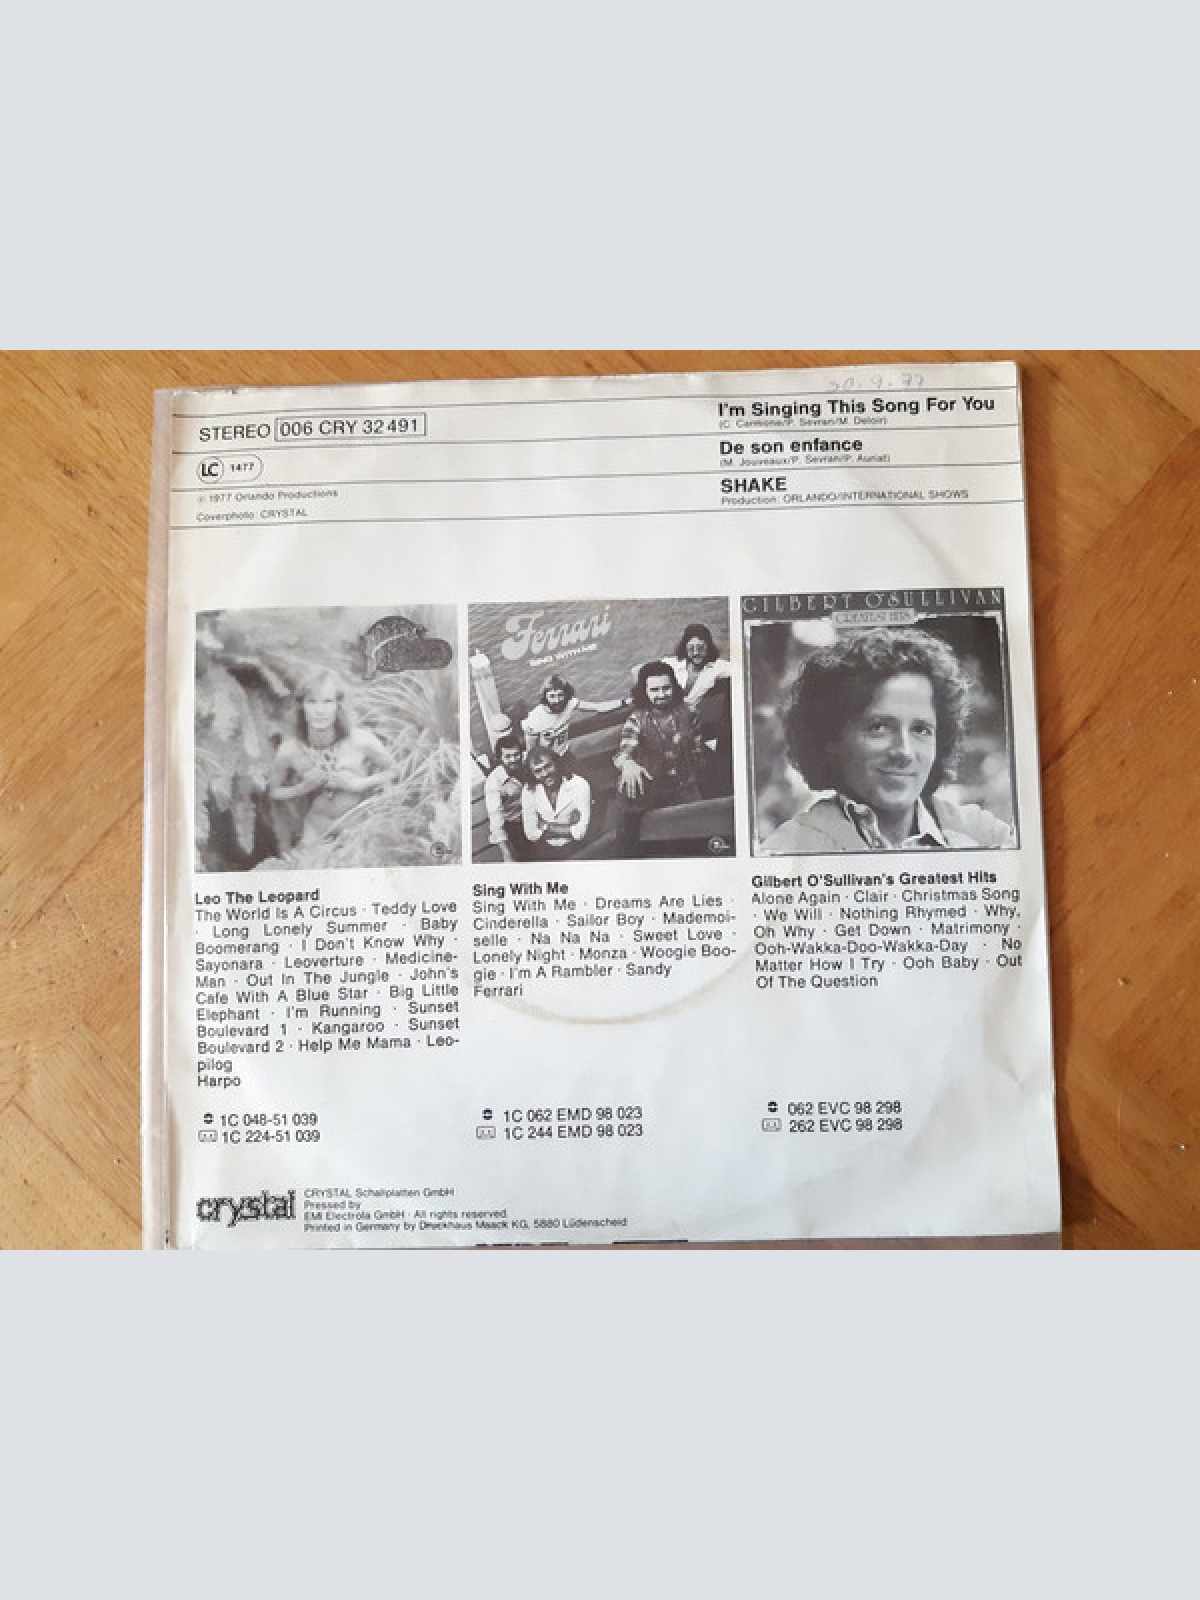 30.9.77
STEREO 006 CRY 32 491
LC 1477
℗ 1977 Orlando Productions
Coverphoto: CRYSTAL
I'm Singing This Song For You
(C. Carmone/P. Sevran/M. Deloir)
De son enfance
(M. Jouveaux/P. Sevran/P. Auriat)
SHAKE
Production: ORLANDO/INTERNATIONAL SHOWS
Ferrari
SING WITH ME
GILBERT O'SULLIVAN
GREATEST HITS
Leo The Leopard
The World Is A Circus · Teddy Love
· Long Lonely Summer · Baby
Boomerang · I Don't Know Why ·
Sayonara · Leoverture · Medicine-
Man · Out In The Jungle · John's
Cafe With A Blue Star · Big Little
Elephant · I'm Running · Sunset
Boulevard 1 · Kangaroo · Sunset
Boulevard 2 · Help Me Mama · Leo-
pilog
Harpo
1C 048-51 039
1C 224-51 039
Sing With Me
Sing With Me · Dreams Are Lies ·
Cinderella · Sailor Boy · Mademoi-
selle · Na Na Na · Sweet Love ·
Lonely Night · Monza · Woogie Boo-
gie · I'm A Rambler · Sandy
Ferrari
1C 062 EMD 98 023
1C 244 EMD 98 023
Gilbert O'Sullivan's Greatest Hits
Alone Again · Clair · Christmas Song
· We Will · Nothing Rhymed · Why,
Oh Why · Get Down · Matrimony ·
Ooh-Wakka-Doo-Wakka-Day · No
Matter How I Try · Ooh Baby · Out
Of The Question
062 EVC 98 298
262 EVC 98 298
crystal
CRYSTAL Schallplatten GmbH
Pressed by
EMI Electrola GmbH · All rights reserved.
Printed in Germany by Druckhaus Maack KG, 5880 Lüdenscheid